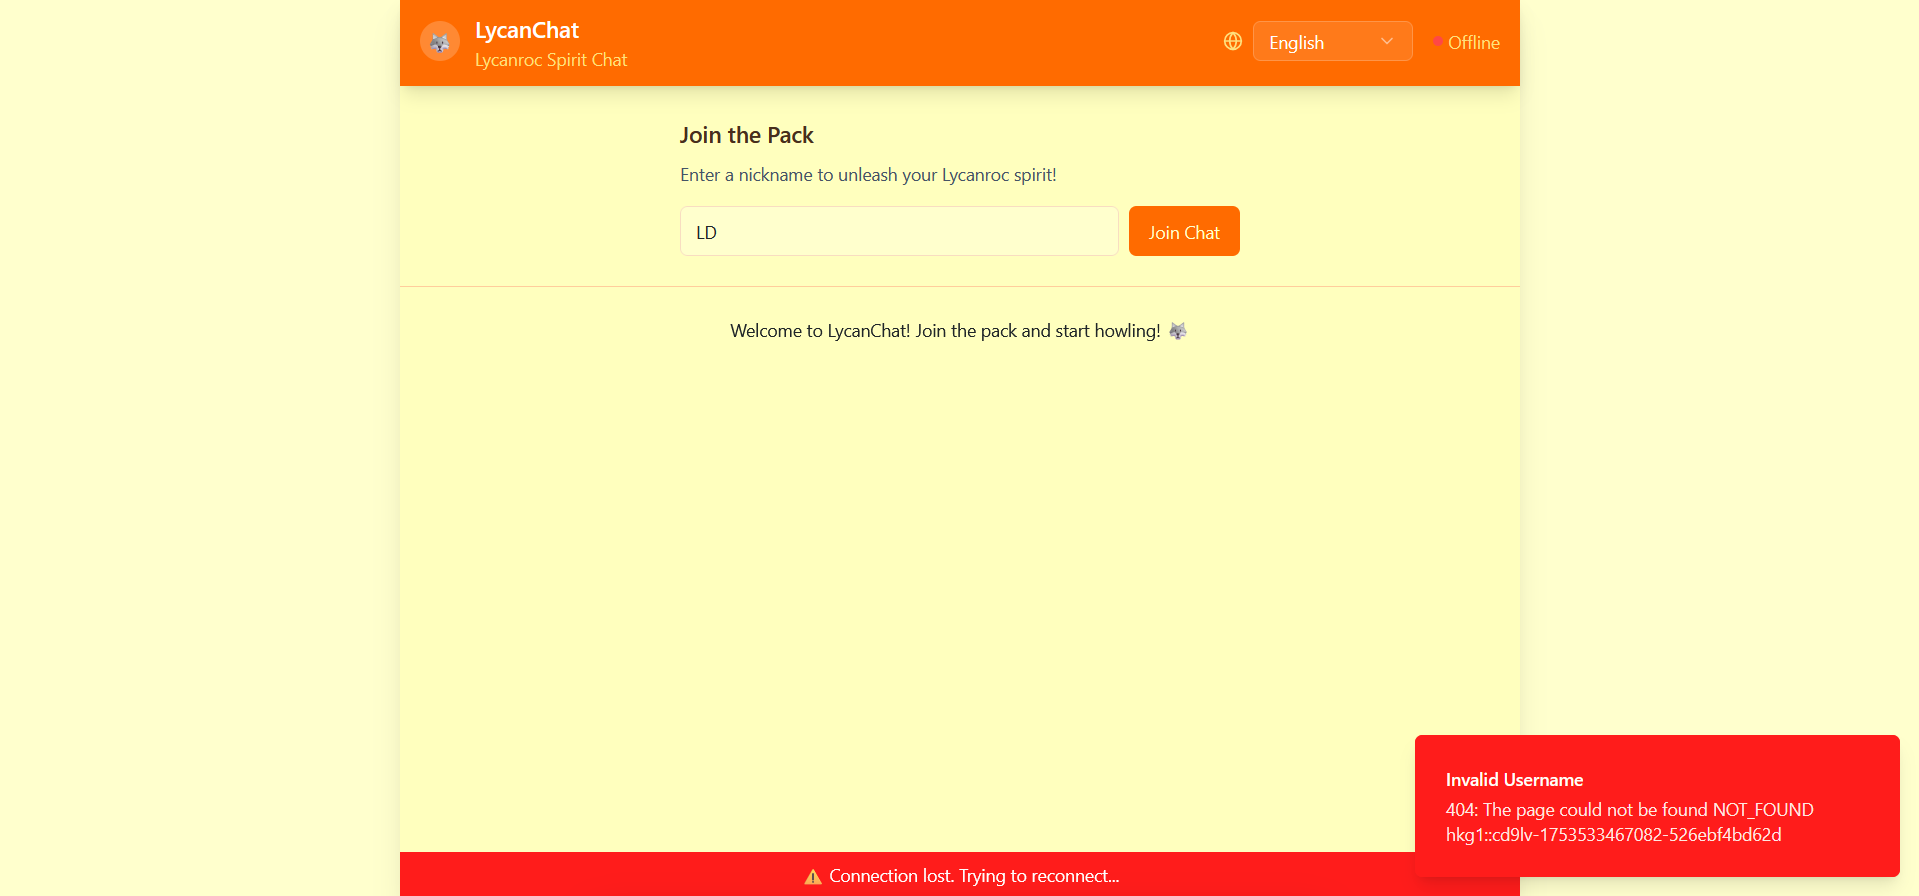 LycanChat
Lycanroc Spirit Chat
English
Offline
Join the Pack
Enter a nickname to unleash your Lycanroc spirit!
LD
Join Chat
Welcome to LycanChat! Join the pack and start howling! 🐺
Invalid Username
404: The page could not be found NOT_FOUND
hkg1::cd9lv-1753533467082-526ebf4bd62d
⚠️ Connection lost. Trying to reconnect...